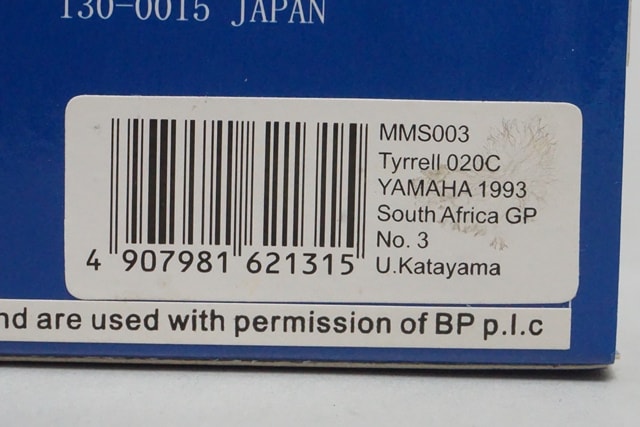 130-0015 JAPAN
MMS003
Tyrrell 020C
YAMAHA 1993
South Africa GP
No. 3
U.Katayama
4 907981 621315
nd are used with permission of BP p.l.c